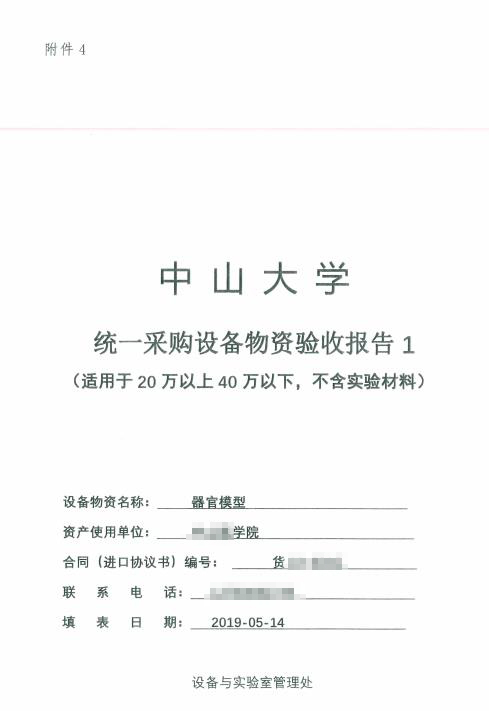 附件 4
中山大学
统一采购设备物资验收报告 1
（适用于 20 万以上 40 万以下，不含实验材料）
设备物资名称： 器官模型
资产使用单位： 学院
合同（进口协议书）编号： 货
联系电话：
填表日期： 2019-05-14
设备与实验室管理处